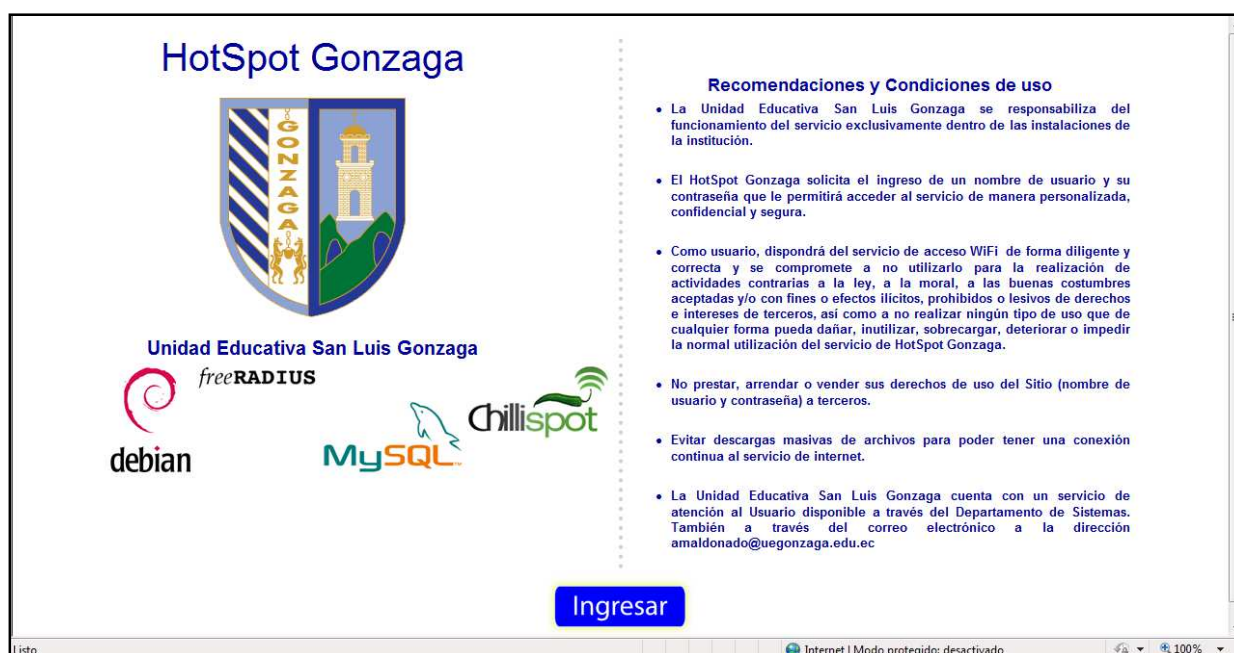 HotSpot Gonzaga
GONZAGA
Unidad Educativa San Luis Gonzaga
freeRADIUS
debian
MySQL
Chillispot
Recomendaciones y Condiciones de uso
• La Unidad Educativa San Luis Gonzaga se responsabiliza del
funcionamiento del servicio exclusivamente dentro de las instalaciones de
la institución.
• El HotSpot Gonzaga solicita el ingreso de un nombre de usuario y su
contraseña que le permitirá acceder al servicio de manera personalizada,
confidencial y segura.
• Como usuario, dispondrá del servicio de acceso WiFi de forma diligente y
correcta y se compromete a no utilizarlo para la realización de
actividades contrarias a la ley, a la moral, a las buenas costumbres
aceptadas y/o con fines o efectos ilícitos, prohibidos o lesivos de derechos
e intereses de terceros, así como a no realizar ningún tipo de uso que de
cualquier forma pueda dañar, inutilizar, sobrecargar, deteriorar o impedir
la normal utilización del servicio de HotSpot Gonzaga.
• No prestar, arrendar o vender sus derechos de uso del Sitio (nombre de
usuario y contraseña) a terceros.
• Evitar descargas masivas de archivos para poder tener una conexión
continua al servicio de internet.
• La Unidad Educativa San Luis Gonzaga cuenta con un servicio de
atención al Usuario disponible a través del Departamento de Sistemas.
También a través del correo electrónico a la dirección
amaldonado@uegonzaga.edu.ec
Ingresar
Listo
Internet | Modo protegido: desactivado
100%